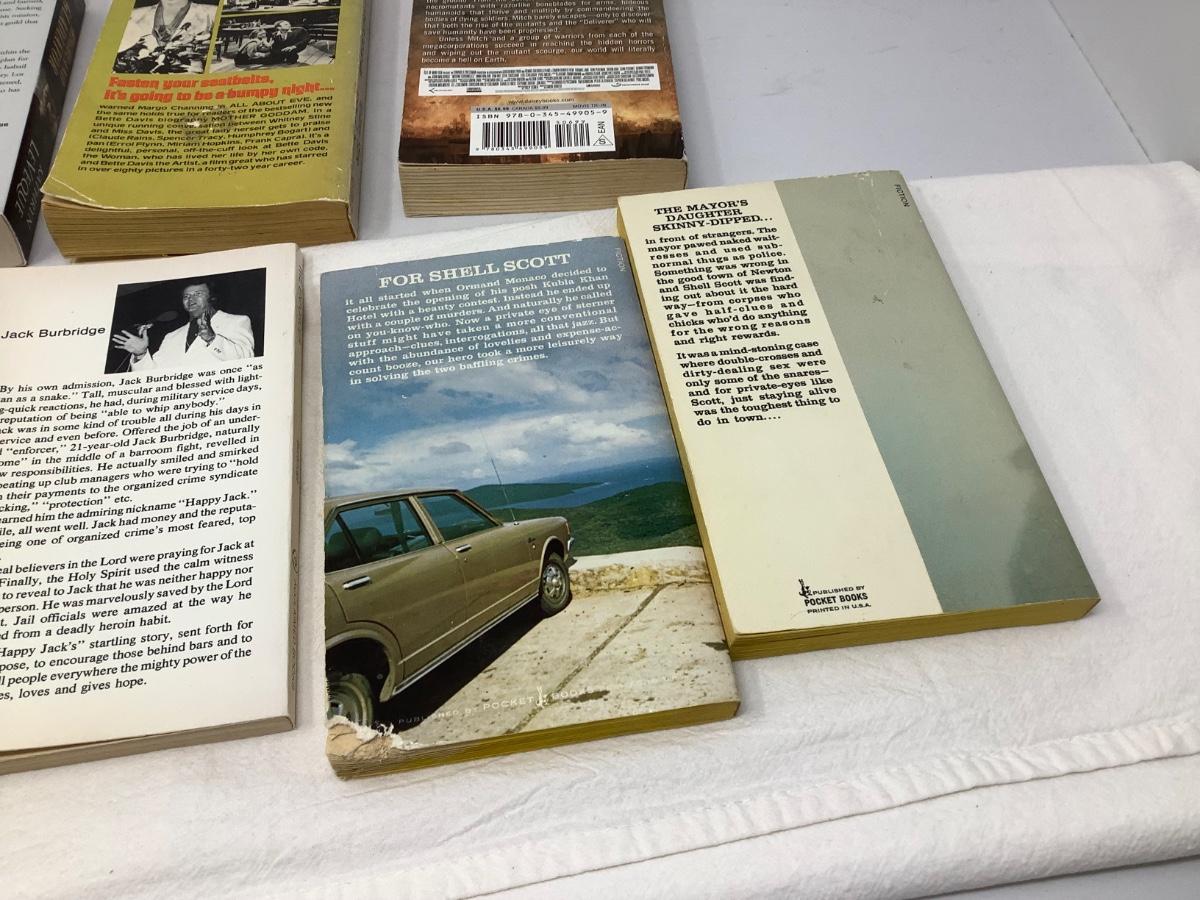 Fasten your seatbelts,
It's going to be a bumpy night...
warned Margo Channing in ALL ABOUT EVE, and
the same holds true for readers of the bestselling new
Bette Davis biography MOTHER GODDAM. In a
unique running conversation between Whitney Stine
and Miss Davis, the great lady herself gets to praise
(Claude Rains, Spencer Tracy, Humphrey Bogart) and
pan (Errol Flynn, Miriam Hopkins, Frank Capra). It's a
delightful, personal, off-the-cuff look at Bette Davis
the Woman, who has lived her life by her own code,
and Bette Davis the Artist, a film great who has starred
in over eighty pictures in a forty-two year career.
necromutants with razorlike boneblades for arms, hideous
humanoids that thrive and multiply by commandeering the
bodies of dying soldiers. Mitch barely escapes—only to discover
that both the rise of the mutants and the "Deliverer" who will
save humanity have been prophesied.
Unless Mitch and a group of warriors from each of the
megacorporations succeed in reaching the hidden horrors
and wiping out the mutant scourge, our world will literally
become a hell on Earth.
www.delreybooks.com
MOVIE TIE-IN
ISBN 978-0-345-49905-9
EAN
Jack Burbridge
By his own admission, Jack Burbridge was once "as
an as a snake." Tall, muscular and blessed with light-
g-quick reactions, he had, during military service days,
reputation of being "able to whip anybody."
ck was in some kind of trouble all during his days in
ervice and even before. Offered the job of an under-
d "enforcer," 21-year-old Jack Burbridge, naturally
ome" in the middle of a barroom fight, revelled in
w responsibilities. He actually smiled and smirked
beating up club managers who were trying to "hold
n their payments to the organized crime syndicate
cking," "protection" etc.
earned him the admiring nickname "Happy Jack."
ile, all went well. Jack had money and the reputa-
eing one of organized crime's most feared, top
eal believers in the Lord were praying for Jack at
Finally, the Holy Spirit used the calm witness
to reveal to Jack that he was neither happy nor
person. He was marvelously saved by the Lord
t. Jail officials were amazed at the way he
d from a deadly heroin habit.
Happy Jack's" startling story, sent forth for
pose, to encourage those behind bars and to
ll people everywhere the mighty power of the
es, loves and gives hope.
FICTION
FOR SHELL SCOTT
it all started when Ormand Monaco decided to
celebrate the opening of his posh Kubla Khan
Hotel with a beauty contest. Instead he ended up
with a couple of murders. And naturally he called
on you-know-who. Now a private eye of sterner
stuff might have taken a more conventional
approach—clues, interrogations, all that jazz. But
with the abundance of lovelies and expense-ac-
count booze, our hero took a more leisurely way
in solving the two baffling crimes.
PUBLISHED BY POCKET BOOKS
FICTION
THE MAYOR'S
DAUGHTER
SKINNY-DIPPED...
in front of strangers. The
mayor pawed naked wait-
resses and used sub-
normal thugs as police.
Something was wrong in
the good town of Newton
and Shell Scott was find-
ing out about it the hard
way—from corpses who
gave half-clues and
chicks who'd do anything
for the wrong reasons
and right rewards.
It was a mind-stoning case
where double-crosses and
dirty-dealing sex were
only some of the snares—
and for private-eyes like
Scott, just staying alive
was the toughest thing to
do in town....
PUBLISHED BY
POCKET BOOKS
PRINTED IN U.S.A.